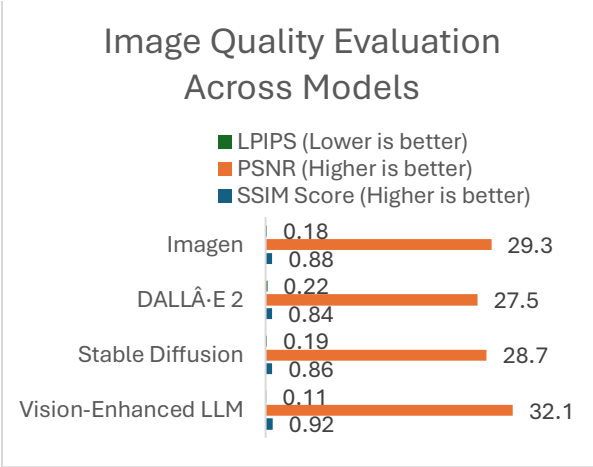 Image Quality Evaluation
Across Models
LPIPS (Lower is better)
PSNR (Higher is better)
SSIM Score (Higher is better)
0.18
Imagen
29.3
0.88
0.22
DALLÂ·E 2
27.5
0.84
0.19
Stable Diffusion
28.7
0.86
0.11
Vision-Enhanced LLM
32.1
0.92